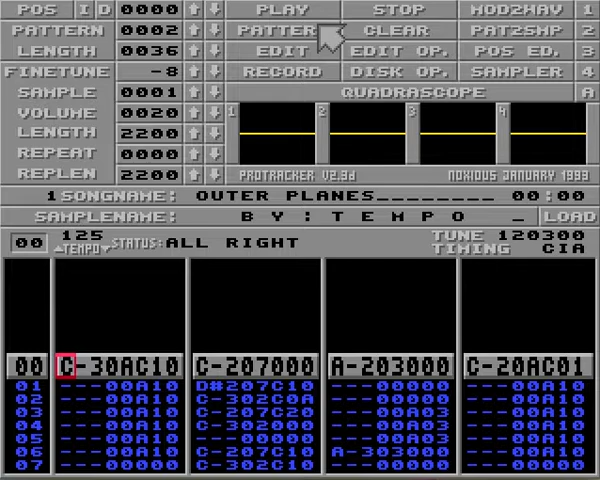 POS I D 0000 PLAY STOP MOD2WAV 1
PATTERN 0002 PATTERN CLEAR PAT2SMP 2
LENGTH 0036 EDIT EDIT OP. POS ED. 3
FINETUNE -8 RECORD DISK OP. SAMPLER 4
SAMPLE 0001 QUADRASCOPE A
VOLUME 0020 1 2 3 4
LENGTH 2200
REPEAT 0000
REPLEN 2200 PROTRACKER V2.3d NOXIOUS JANUARY 1993
1 SONGNAME: OUTER PLANES________ 00:00
SAMPLENAME: BY:TEMPO _ LOAD
00 125 TEMPO STATUS: ALL RIGHT TUNE 120300
TIMING CIA
00 C-30AC10 C-207000 A-203000 C-20AC01
01 ---00A10 D#207C10 ---00000 ---00A10
02 ---00A10 C-302C0A ---00000 ---00A10
03 ---00A10 C-207C20 ---00A03 ---00A10
04 ---00A10 C-302000 ---00A03 ---00A10
05 ---00A10 ---00000 ---00A03 ---00A10
06 ---00A10 C-207C10 A-303000 ---00A10
07 ---00000 C-302C10 ---00000 ---00A10